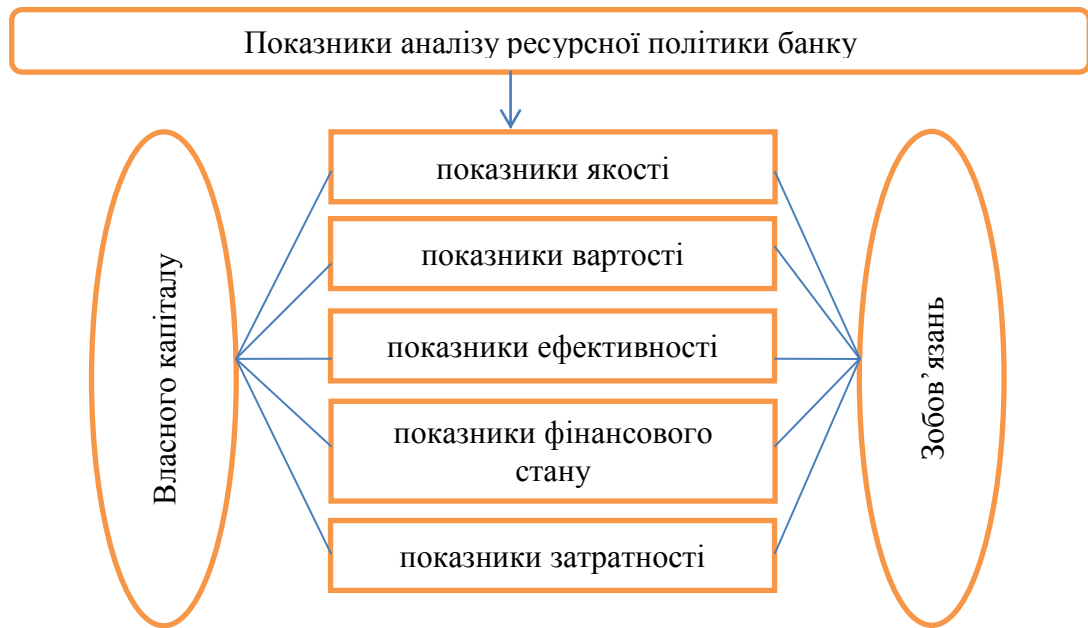 Показники аналізу ресурсної політики банку
Власного капіталу
показники якості
показники вартості
показники ефективності
показники фінансового
стану
показники затратності
Зобов’язань